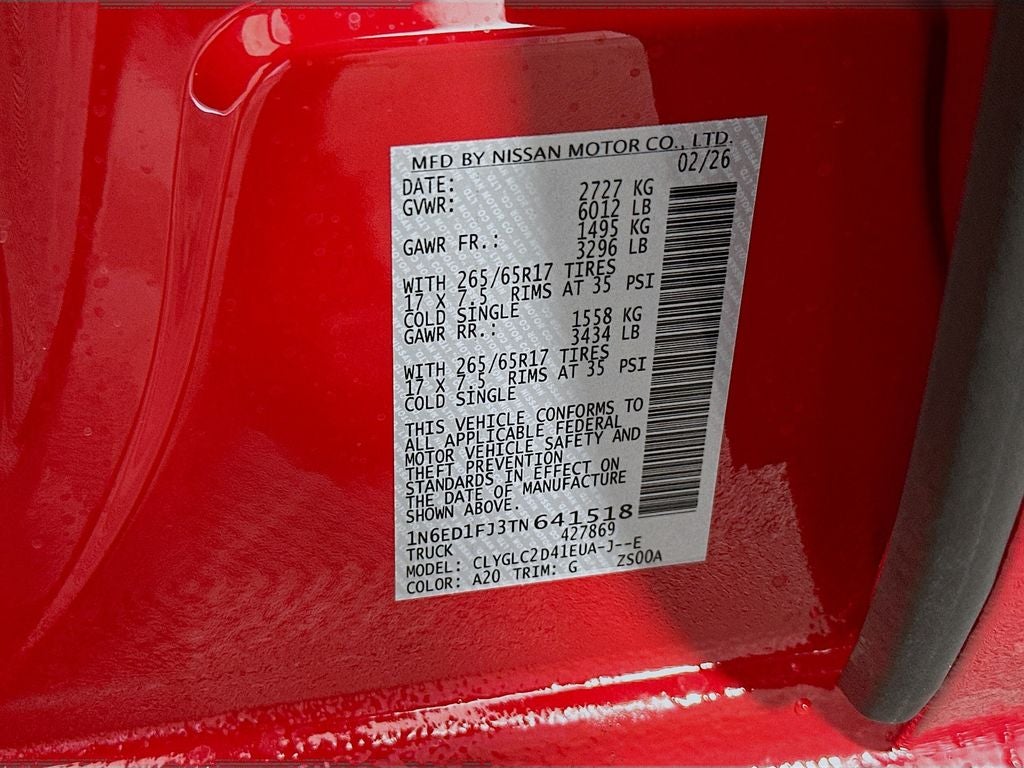 MFD BY NISSAN MOTOR CO., LTD.
DATE: 02/26
GVWR: 2727 KG
6012 LB
GAWR FR.: 1495 KG
3296 LB
WITH 265/65R17 TIRES
17 X 7.5 RIMS AT 35 PSI
COLD SINGLE
GAWR RR.: 1558 KG
3434 LB
WITH 265/65R17 TIRES
17 X 7.5 RIMS AT 35 PSI
COLD SINGLE
THIS VEHICLE CONFORMS TO
ALL APPLICABLE FEDERAL
MOTOR VEHICLE SAFETY AND
THEFT PREVENTION
STANDARDS IN EFFECT ON
THE DATE OF MANUFACTURE
SHOWN ABOVE.
1N6ED1FJ3TN641518
TRUCK 427869
MODEL: CLYGLC2D41EUA-J--E
COLOR: A20 TRIM: G ZS00A